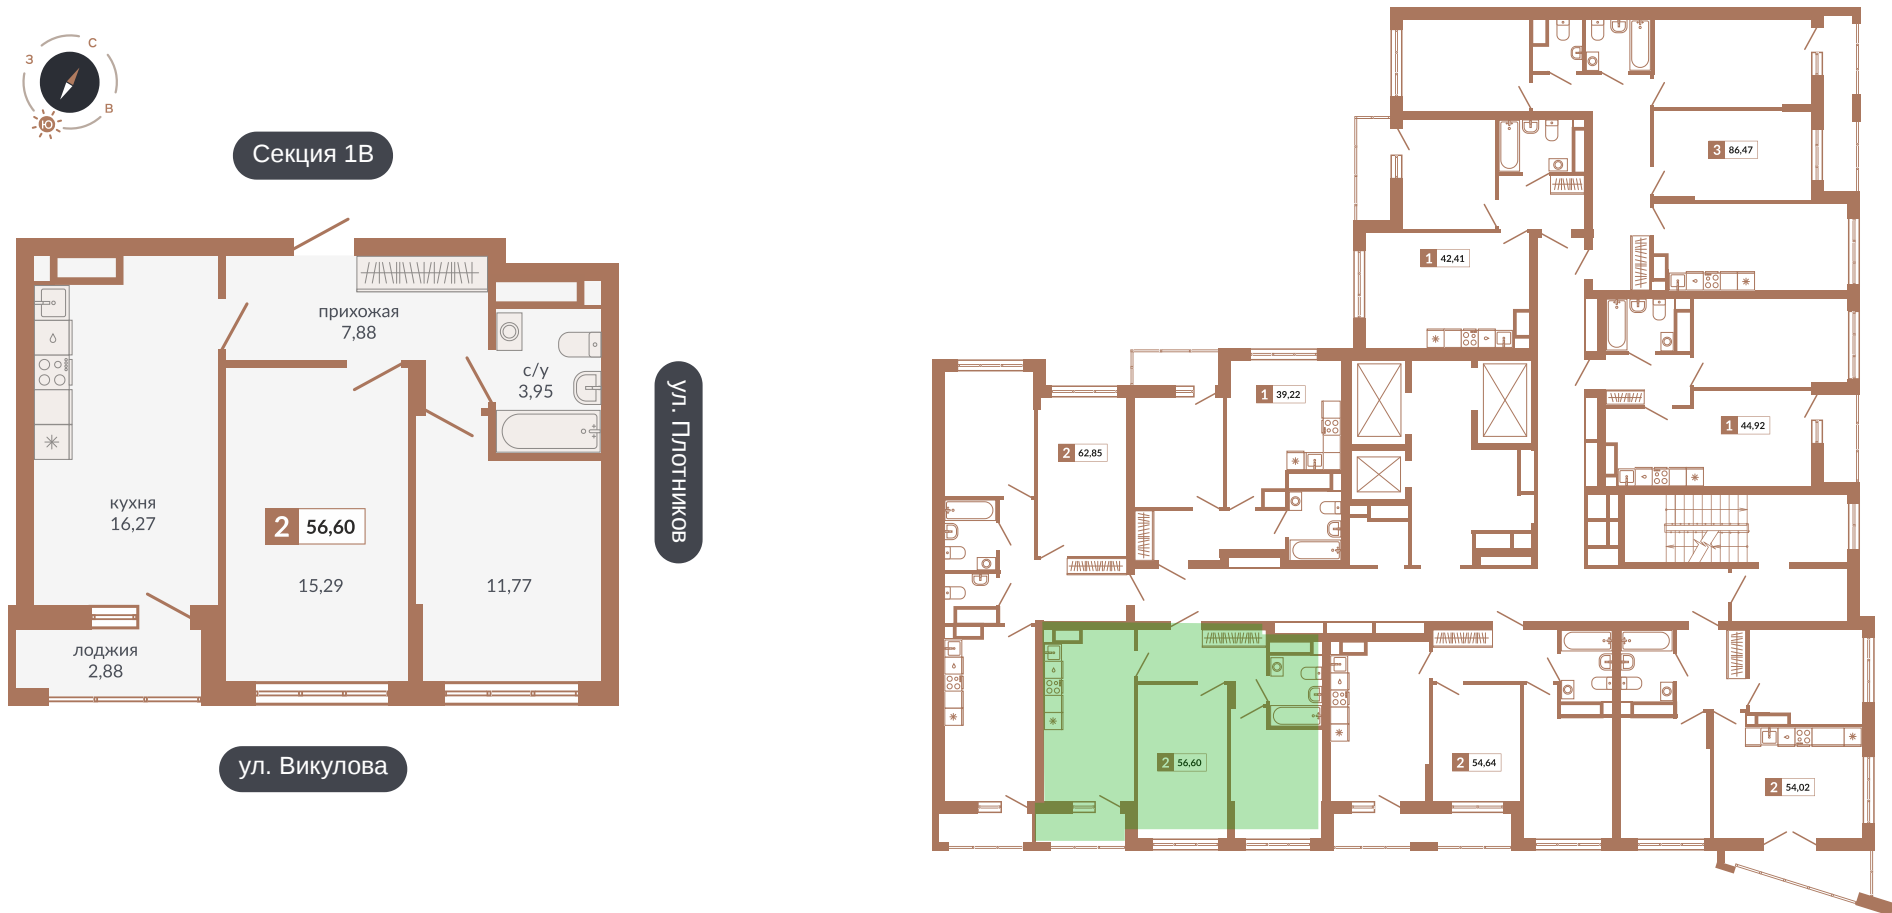 С
З
В
Ю
Секция 1В
прихожая
7,88
с/у
3,95
кухня
16,27
2 56,60
15,29
11,77
лоджия
2,88
ул. Плотников
ул. Викулова
3 86,47
1 42,41
1 39,22
2 62,85
1 44,92
2 56,60
2 54,64
2 54,02